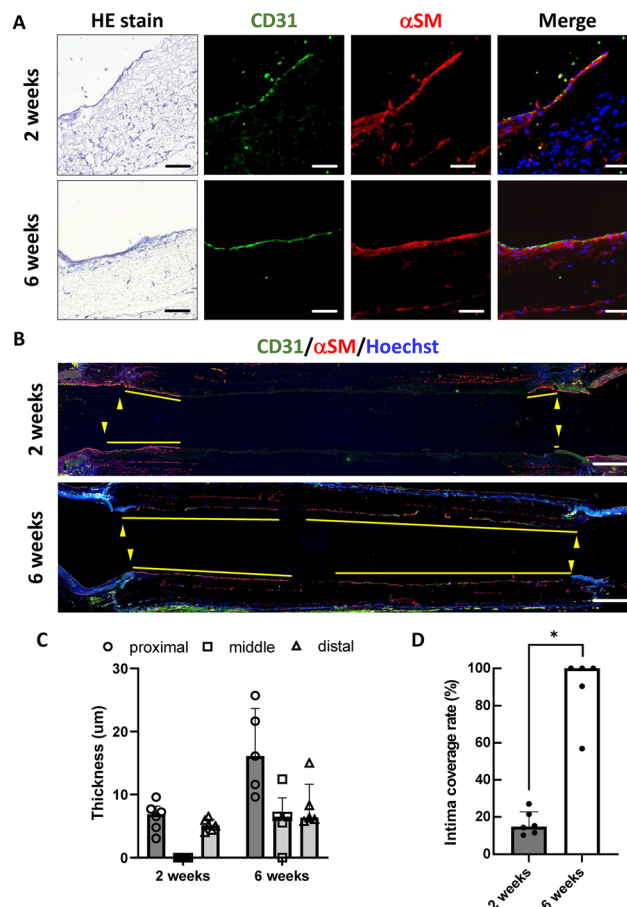 A
HE stain
CD31
αSM
Merge
2 weeks
6 weeks
B
CD31/αSM/Hoechst
2 weeks
6 weeks
C
proximal
middle
distal
Thickness (um)
30
20
10
0
2 weeks
6 weeks
D
*
Intima coverage rate (%)
100
80
60
40
20
0
2 weeks
6 weeks